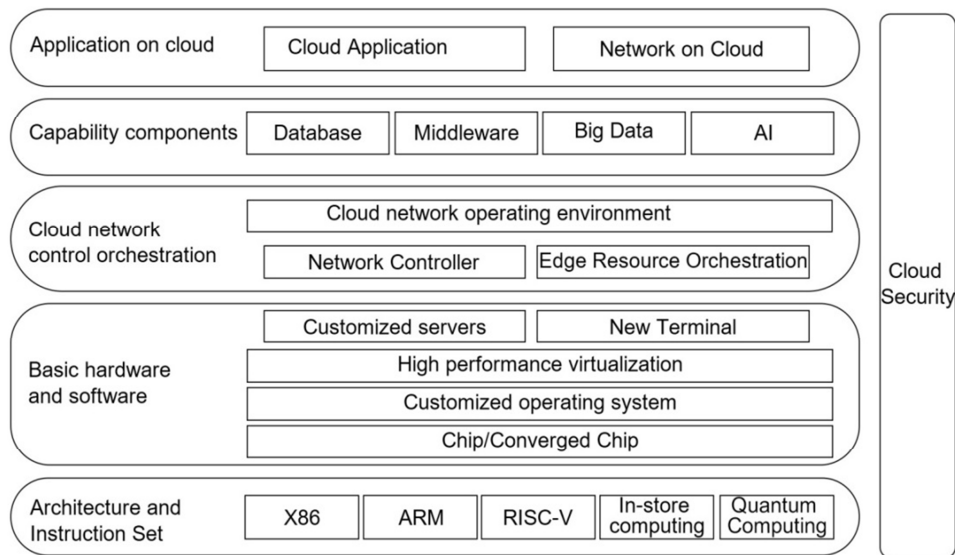 Application on cloud
Cloud Application
Network on Cloud
Capability components
Database
Middleware
Big Data
AI
Cloud network
control orchestration
Cloud network operating environment
Network Controller
Edge Resource Orchestration
Basic hardware
and software
Customized servers
New Terminal
High performance virtualization
Customized operating system
Chip/Converged Chip
Architecture and
Instruction Set
X86
ARM
RISC-V
In-store
computing
Quantum
Computing
Cloud
Security